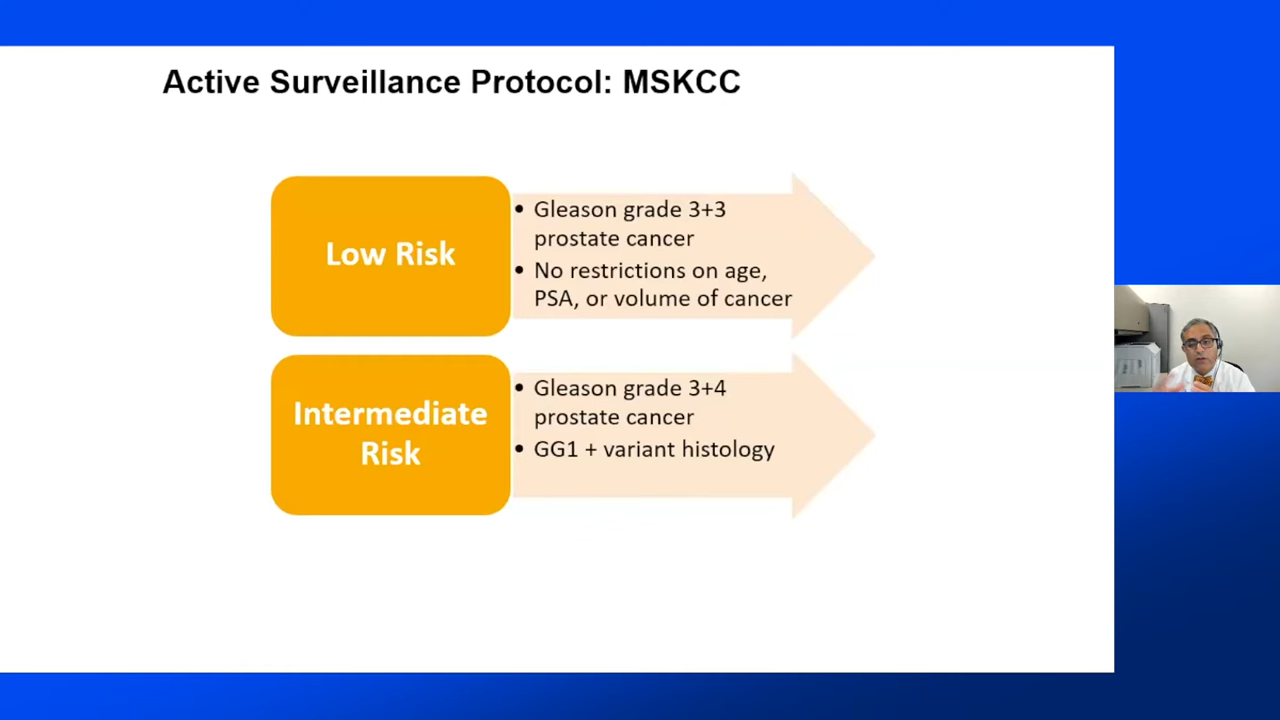 Active Surveillance Protocol: MSKCC
Low Risk
• Gleason grade 3+3
prostate cancer
• No restrictions on age,
PSA, or volume of cancer
Intermediate
Risk
• Gleason grade 3+4
prostate cancer
• GG1 + variant histology